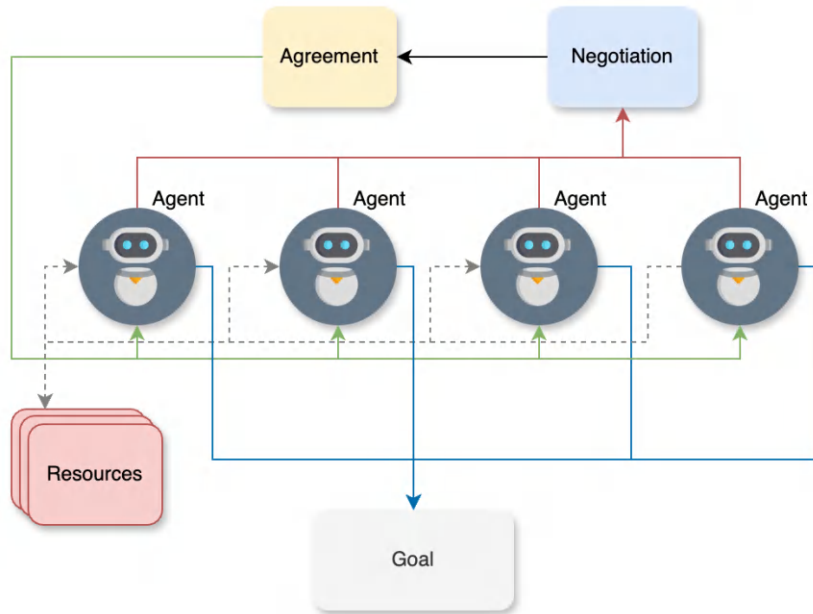 Agreement
Negotiation
Agent
Agent
Agent
Agent
Resources
Goal